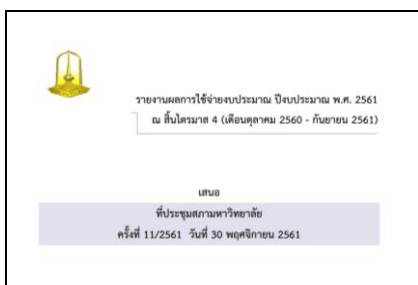 รายงานผลการใช้จ่ายงบประมาณ ปีงบประมาณ พ.ศ. 2561
ณ สิ้นไตรมาส 4 (เดือนตุลาคม 2560 - กันยายน 2561)
เสนอ
ที่ประชุมสภามหาวิทยาลัย
ครั้งที่ 11/2561 วันที่ 30 พฤศจิกายน 2561